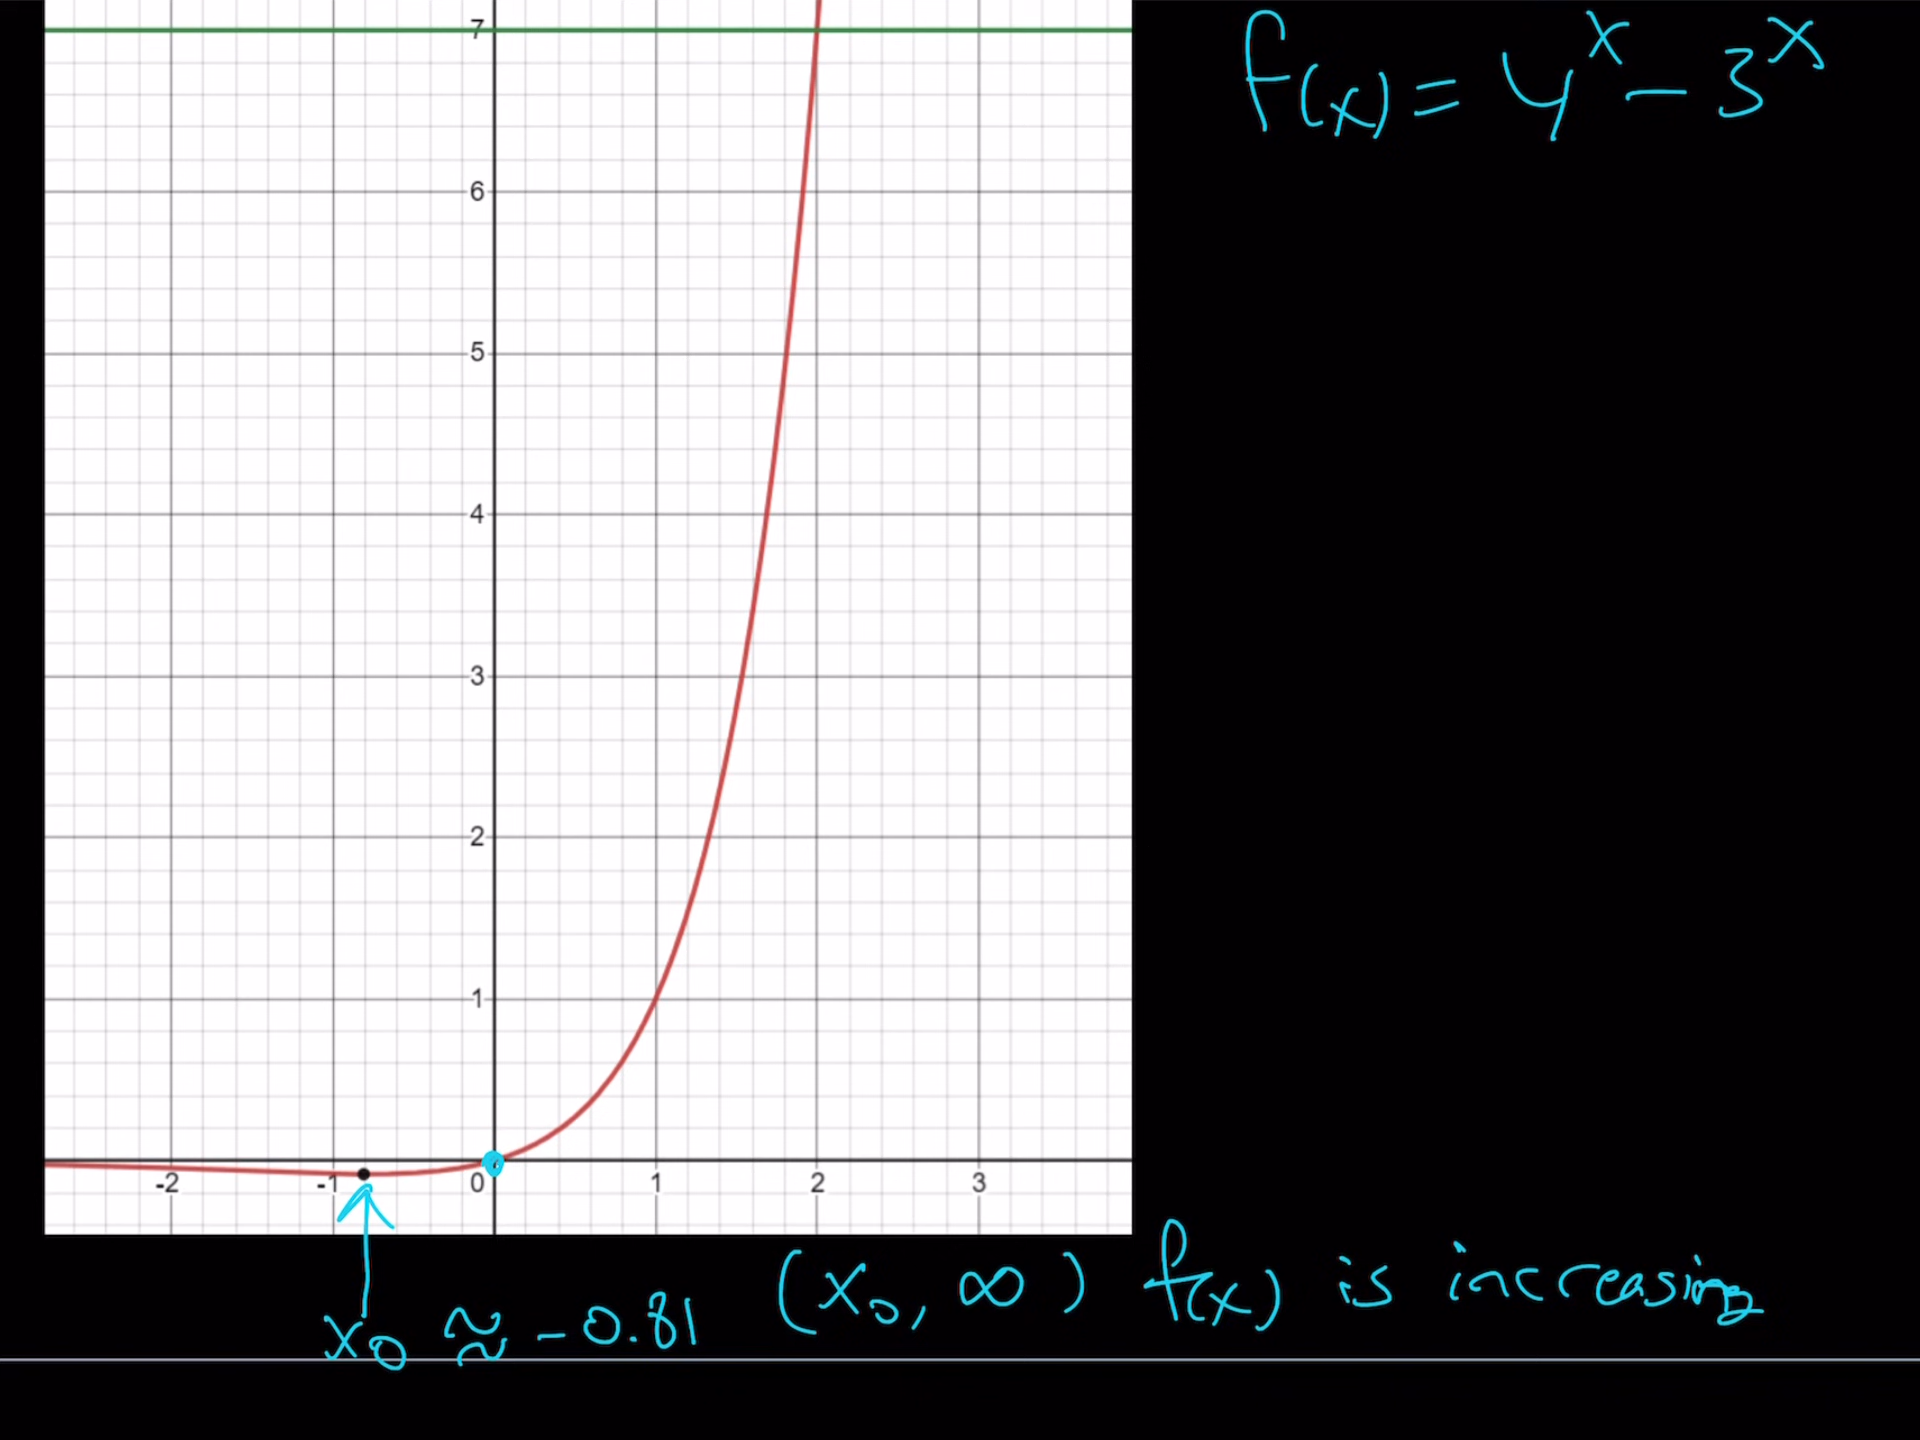 f(x) = 4^x - 3^x
7
6
5
4
3
2
1
-2 -1 0 1 2 3
x₀ ≈ -0.81 (x₀, ∞) f(x) is increasing